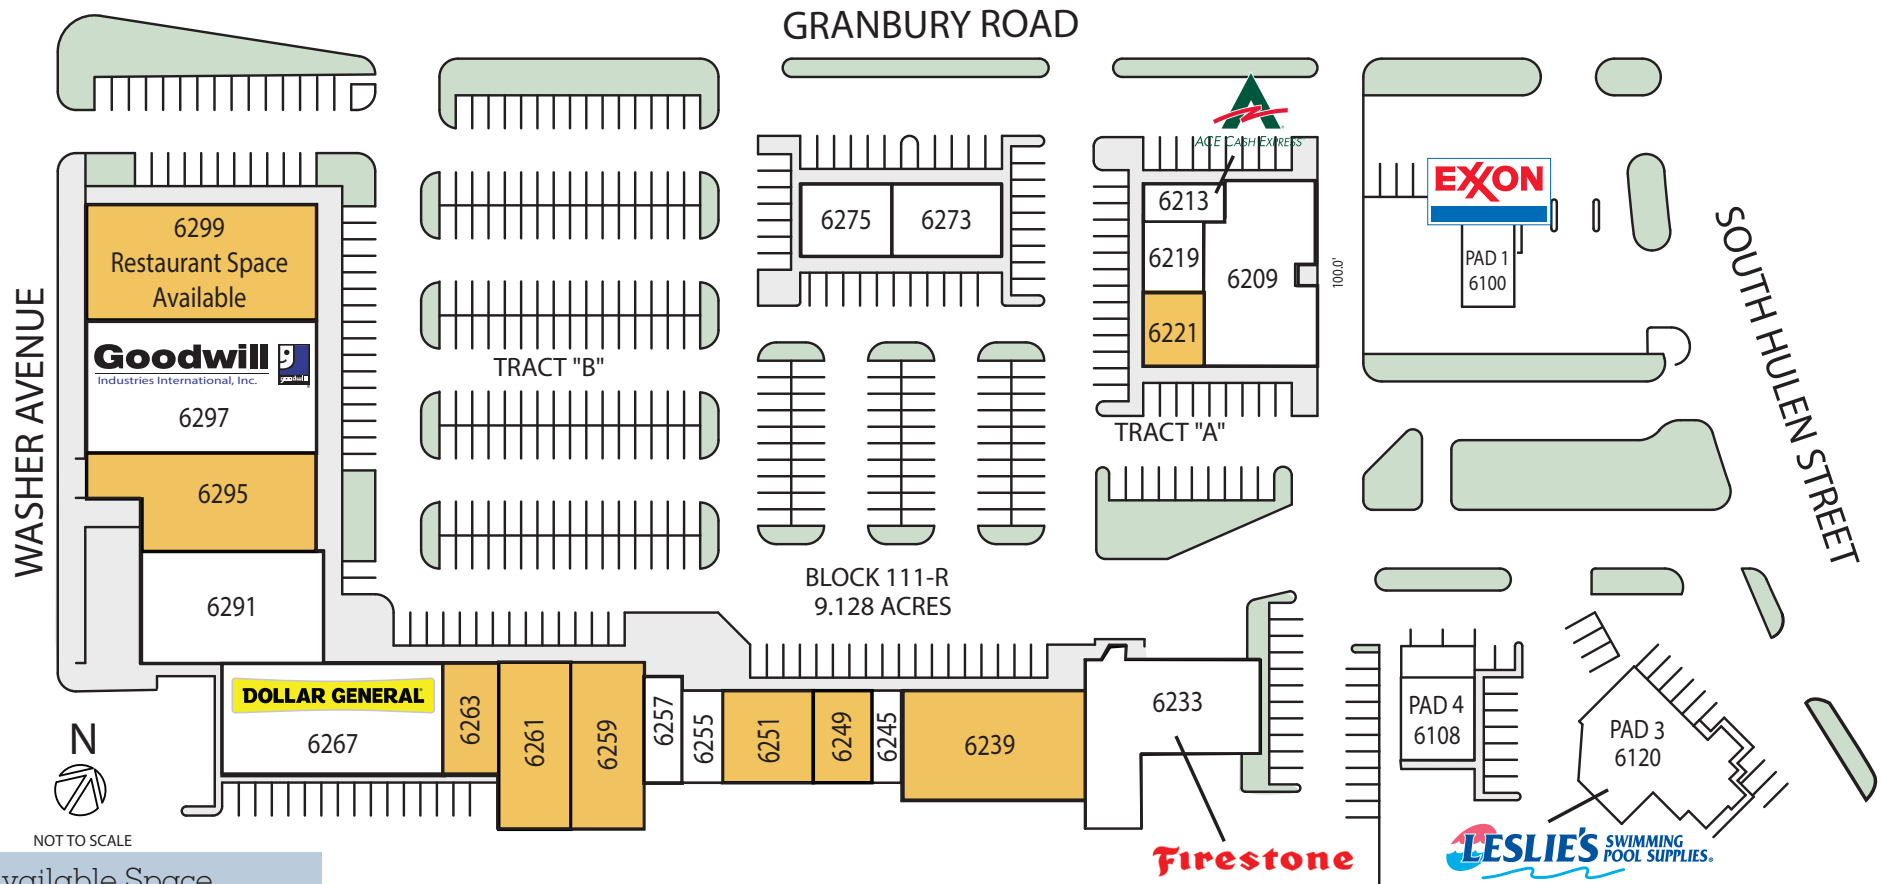 GRANBURY ROAD
ACE CASH EXPRESS
EXXON
PAD 1
6100
SOUTH HULEN STREET
WASHER AVENUE
6299
Restaurant Space
Available
Goodwill
Industries International, Inc.
goodwill
6297
6295
6291
TRACT "B"
6275
6273
6213
6219
6221
6209
100.0'
TRACT "A"
BLOCK 111-R
9.128 ACRES
DOLLAR GENERAL
6267
6263
6261
6259
6257
6255
6251
6249
6245
6239
6233
Firestone
PAD 4
6108
PAD 3
6120
LESLIE'S SWIMMING
POOL SUPPLIES.
N
NOT TO SCALE
Space